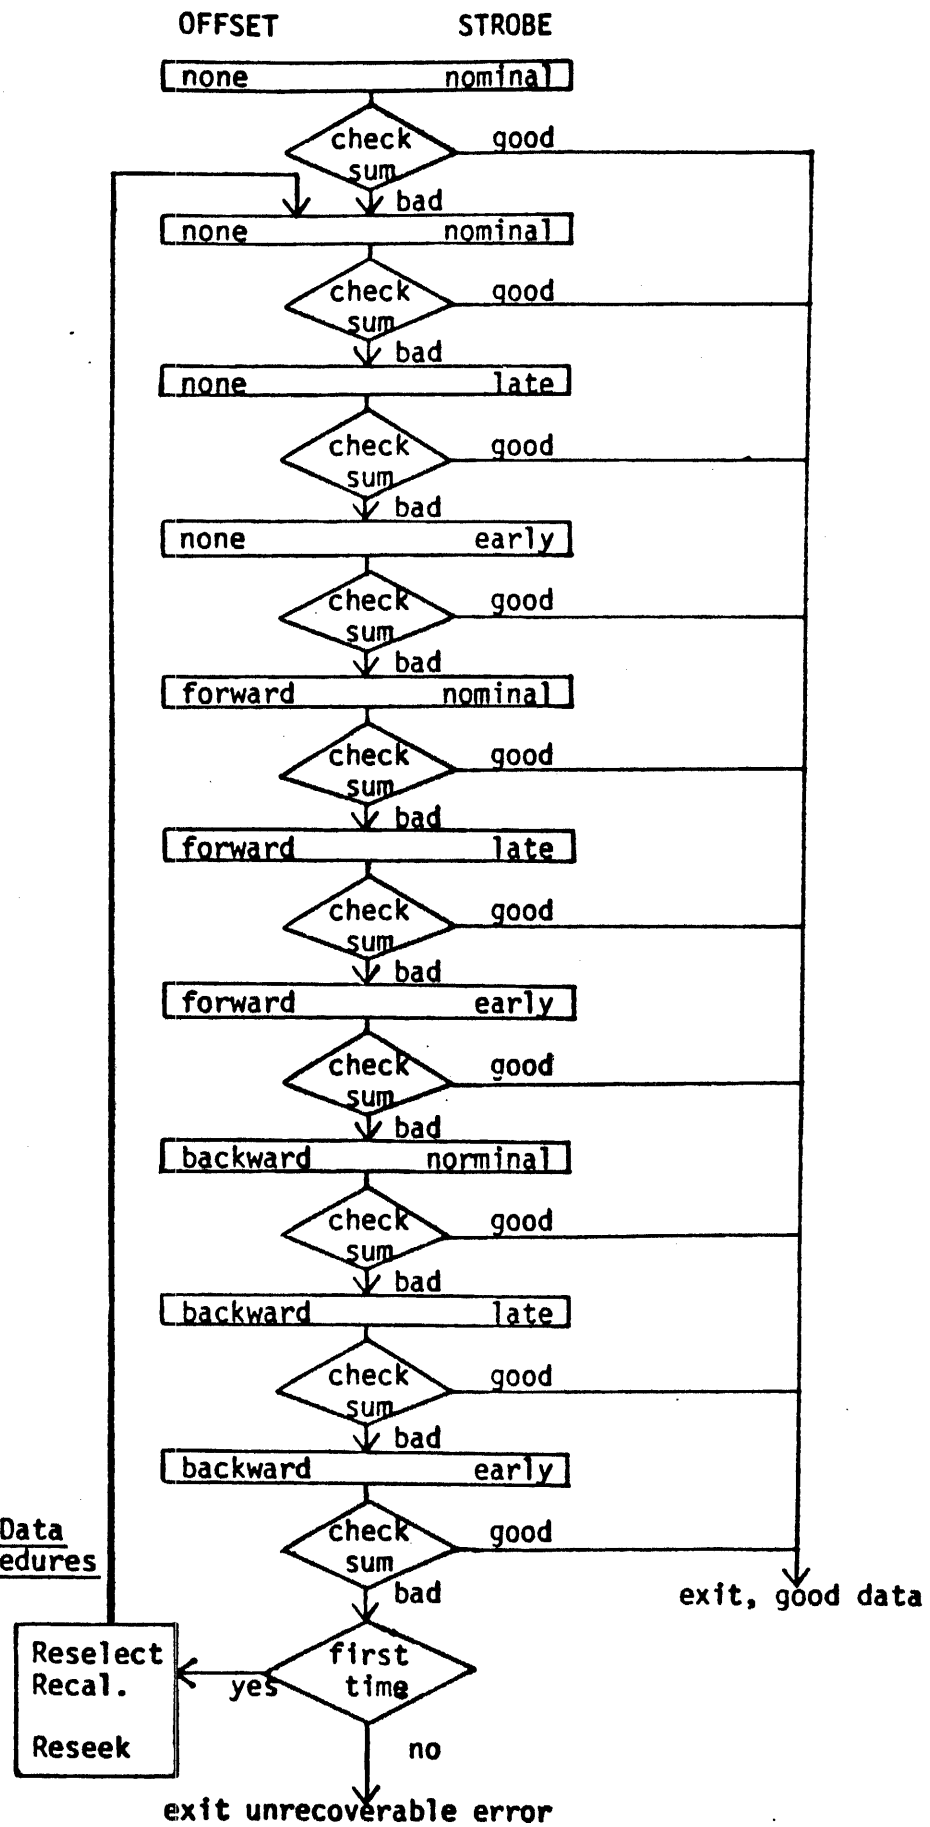 OFFSET STROBE
none nominal
check
sum
good
bad
none nominal
check
sum
good
bad
none late
check
sum
good
bad
none early
check
sum
good
bad
forward nominal
check
sum
good
bad
forward late
check
sum
good
bad
forward early
check
sum
good
bad
backward norminal
check
sum
good
bad
backward late
check
sum
good
bad
backward early
check
sum
good
bad
Data
edures
exit, good data
Reselect
Recal.
Reseek
yes
first
time
no
exit unrecoverable error